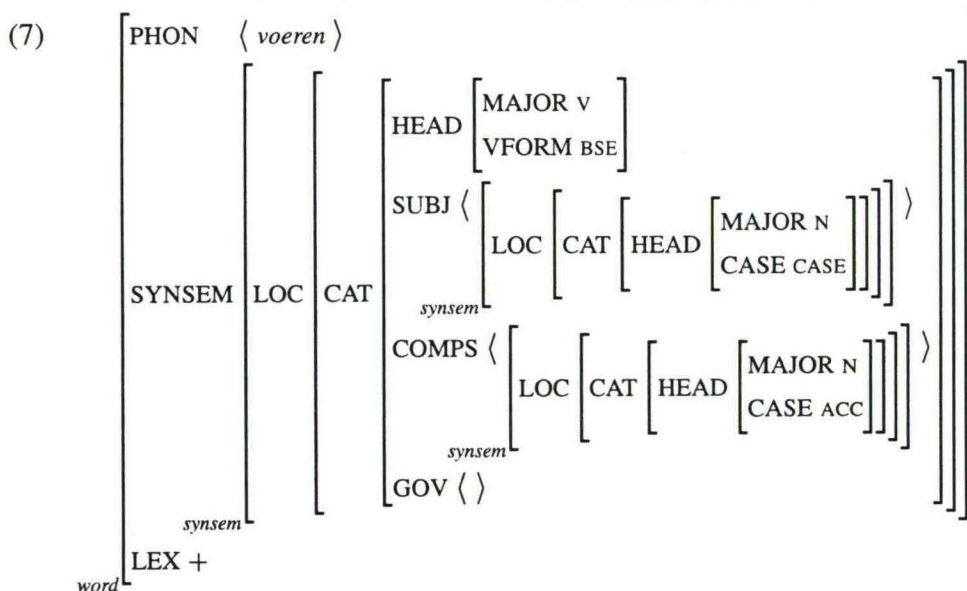 (7) PHON ⟨ voeren ⟩
HEAD MAJOR V
VFORM BSE
SUBJ ⟨ LOC CAT HEAD MAJOR N
CASE CASE ⟩
synsem
SYNSEM LOC CAT
COMPS ⟨ LOC CAT HEAD MAJOR N
CASE ACC ⟩
synsem
GOV ⟨ ⟩
synsem
LEX +
word